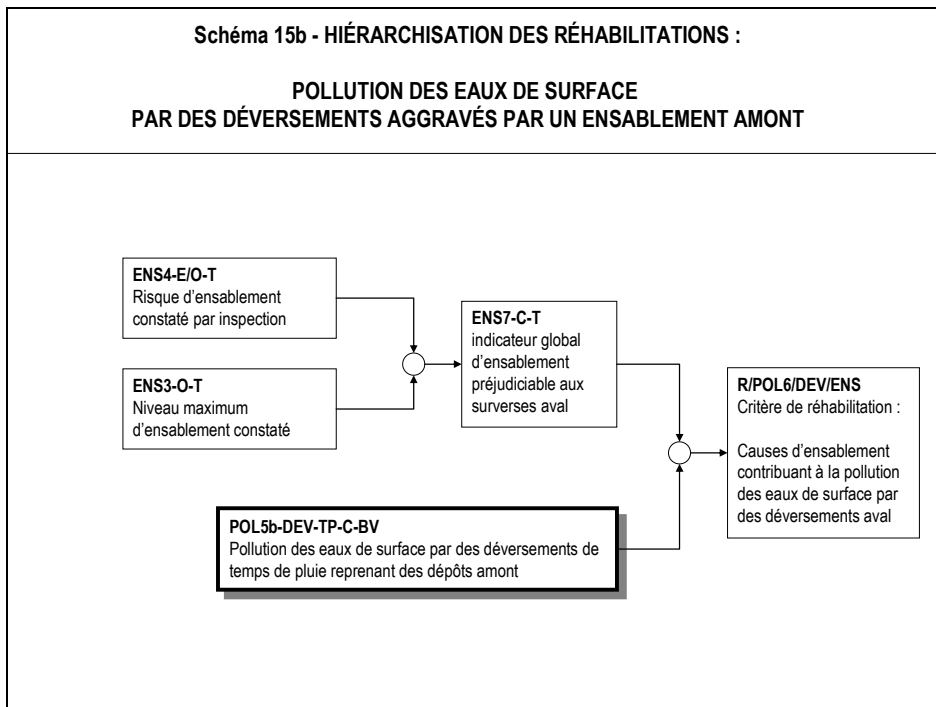 Schéma 15b - HIÉRARCHISATION DES RÉHABILITATIONS :
POLLUTION DES EAUX DE SURFACE
PAR DES DÉVERSEMENTS AGGRAVÉS PAR UN ENSABLEMENT AMONT
ENS4-E/O-T
Risque d'ensablement
constaté par inspection
ENS3-O-T
Niveau maximum
d'ensablement constaté
ENS7-C-T
indicateur global
d'ensablement
préjudiciable aux
surverses aval
POL5b-DEV-TP-C-BV
Pollution des eaux de surface par des déversements de
temps de pluie reprenant des dépôts amont
R/POL6/DEV/ENS
Critère de réhabilitation :
Causes d'ensablement
contribuant à la pollution
des eaux de surface par
des déversements aval